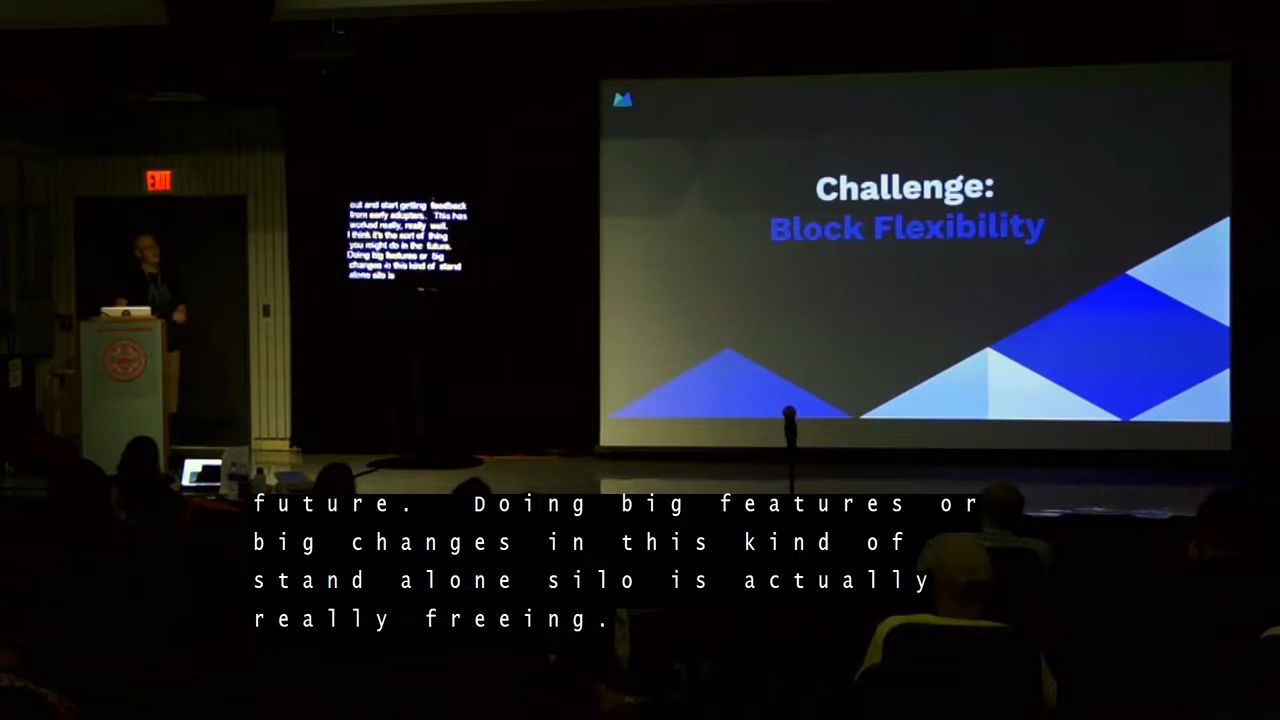 EXIT
out and start getting feedback
from early adopters. This has
worked really, really well.
I think it's the sort of thing
you might do in the future.
Doing big features or big
changes in this kind of stand
alone silo is
Challenge:
Block Flexibility
future. Doing big features or
big changes in this kind of
stand alone silo is actually
really freeing.